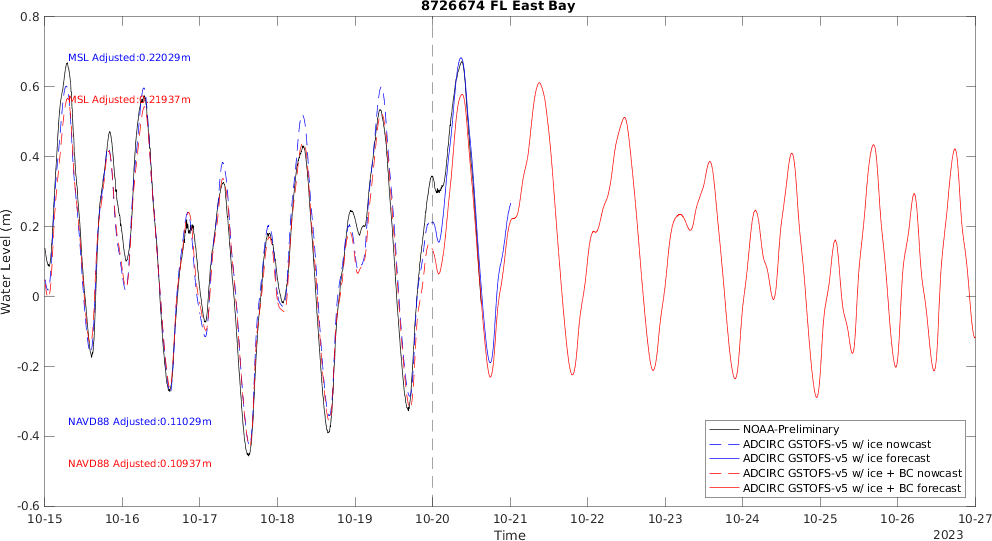 8726674 FL East Bay
0.8
MSL Adjusted:0.22029m
0.6
MSL Adjusted:0.21937m
0.4
0.2
0
-0.2
NAVD88 Adjusted:0.11029m
-0.4
NAVD88 Adjusted:0.10937m
-0.6
Water Level (m)
NOAA-Preliminary
ADCIRC GSTOFS-v5 w/ ice nowcast
ADCIRC GSTOFS-v5 w/ ice forecast
ADCIRC GSTOFS-v5 w/ ice + BC nowcast
ADCIRC GSTOFS-v5 w/ ice + BC forecast
10-15 10-16 10-17 10-18 10-19 10-20 10-21 10-22 10-23 10-24 10-25 10-26 10-27
Time
2023